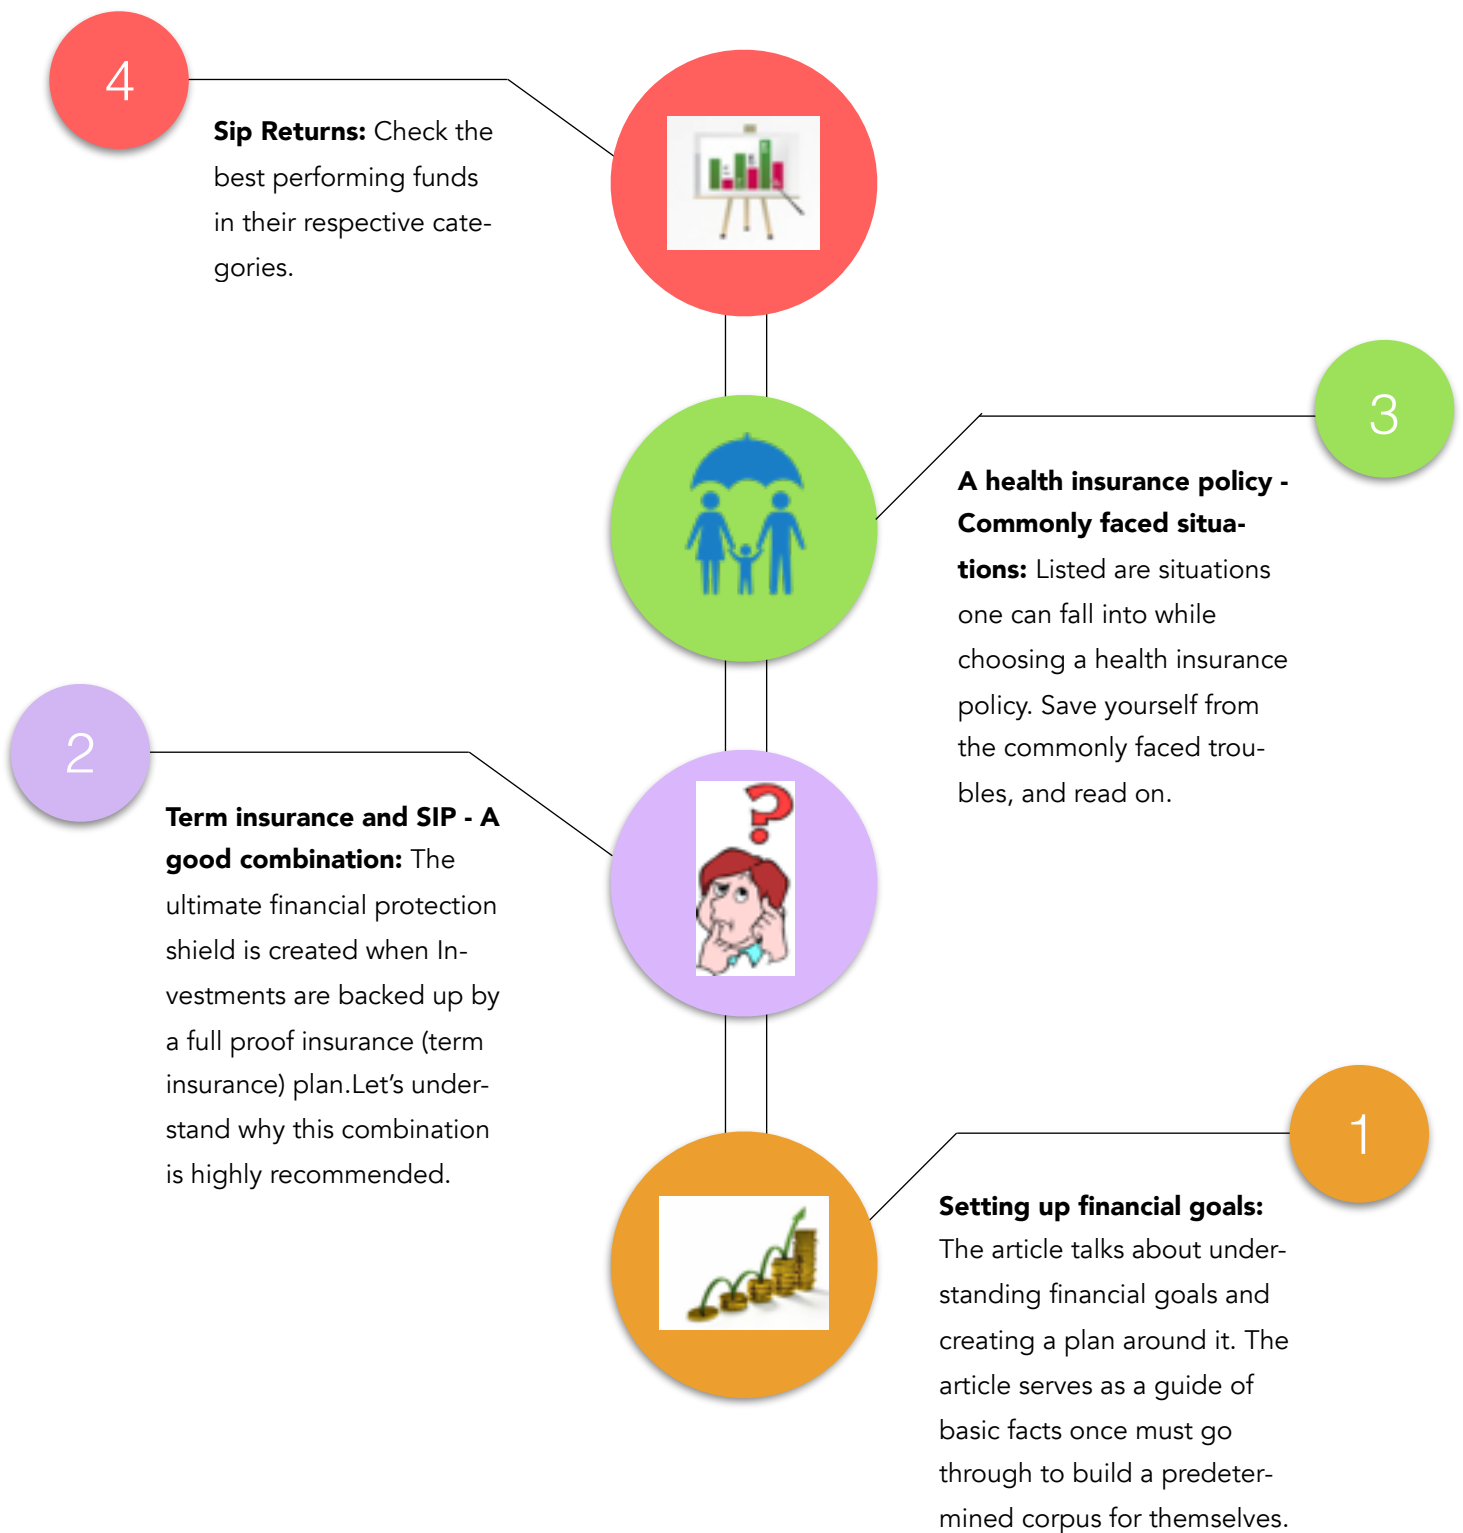 4
Sip Returns: Check the
best performing funds
in their respective cate-
gories.
3
A health insurance policy -
Commonly faced situa-
tions: Listed are situations
one can fall into while
choosing a health insurance
policy. Save yourself from
the commonly faced trou-
bles, and read on.
2
Term insurance and SIP - A
good combination: The
ultimate financial protection
shield is created when In-
vestments are backed up by
a full proof insurance (term
insurance) plan.Let's under-
stand why this combination
is highly recommended.
1
Setting up financial goals:
The article talks about under-
standing financial goals and
creating a plan around it. The
article serves as a guide of
basic facts once must go
through to build a predeter-
mined corpus for themselves.